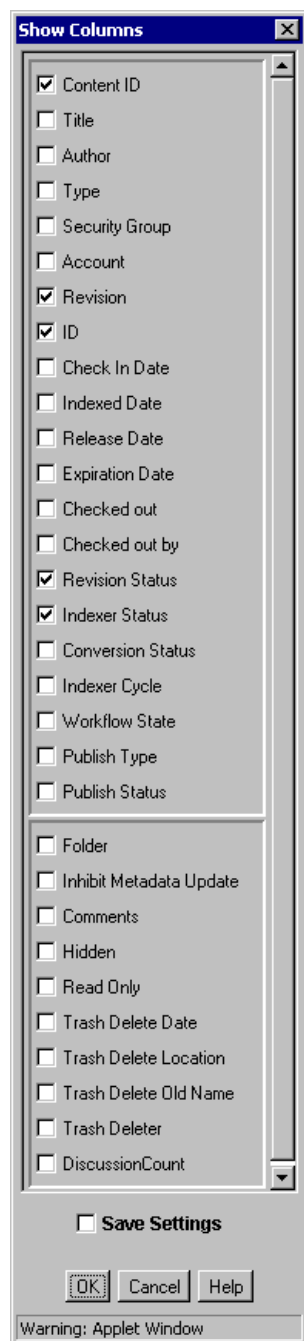 Show Columns
Content ID
Title
Author
Type
Security Group
Account
Revision
ID
Check In Date
Indexed Date
Release Date
Expiration Date
Checked out
Checked out by
Revision Status
Indexer Status
Conversion Status
Indexer Cycle
Workflow State
Publish Type
Publish Status
Folder
Inhibit Metadata Update
Comments
Hidden
Read Only
Trash Delete Date
Trash Delete Location
Trash Delete Old Name
Trash Deleter
DiscussionCount
Save Settings
OK Cancel Help
Warning: Applet Window